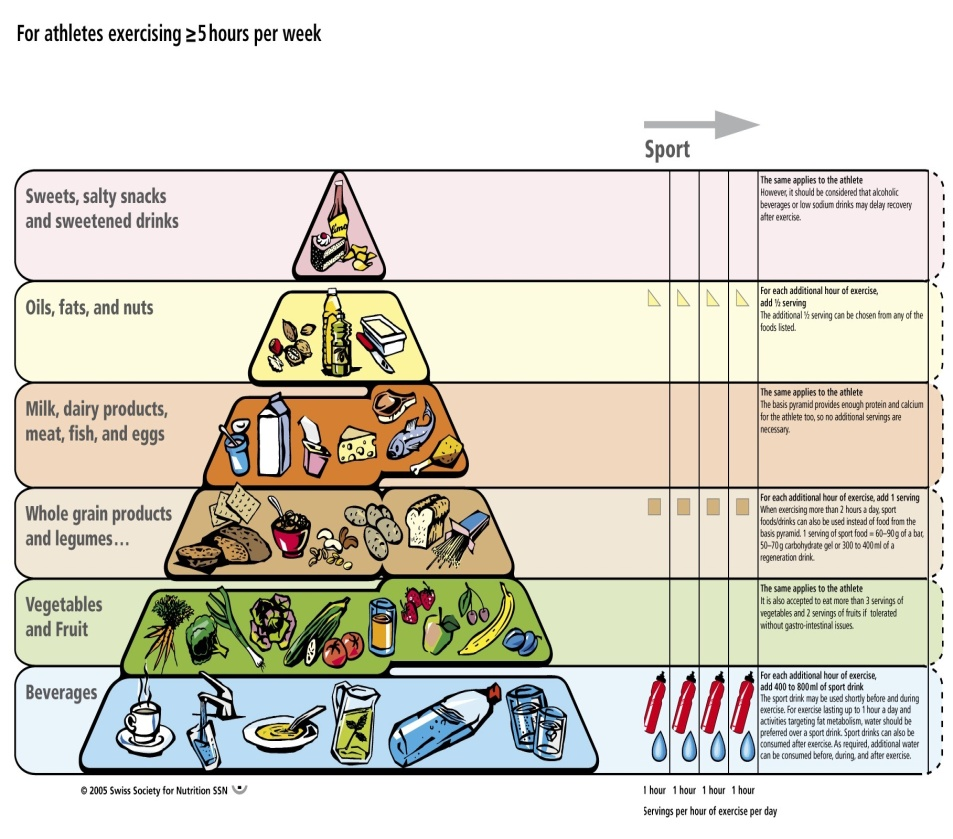 For athletes exercising ≥5 hours per week
Sport
Sweets, salty snacks
and sweetened drinks
Limo
The same applies to the athlete
However, it should be considered that alcoholic
beverages or low sodium drinks may delay recovery
after exercise.
Oils, fats, and nuts
For each additional hour of exercise,
add ½ serving
The additional ½ serving can be chosen from any of the
foods listed.
Milk, dairy products,
meat, fish, and eggs
The same applies to the athlete
The basis pyramid provides enough protein and calcium
for the athlete too, so no additional servings are
necessary.
Whole grain products
and legumes…
For each additional hour of exercise, add 1 serving
When exercising more than 2 hours a day, sport
foods/drinks can also be used instead of food from the
basis pyramid. 1 serving of sport food = 60–90 g of a bar,
50–70 g carbohydrate gel or 300 to 400 ml of a
regeneration drink.
Vegetables
and Fruit
The same applies to the athlete
It is also accepted to eat more than 3 servings of
vegetables and 2 servings of fruits if tolerated
without gastro-intestinal issues.
Beverages
For each additional hour of exercise,
add 400 to 800 ml of sport drink
The sport drink may be used shortly before and during
exercise. For exercise lasting up to 1 hour a day and
activities targeting fat metabolism, water should be
preferred over a sport drink. Sport drinks can also be
consumed after exercise. As required, additional water
can be consumed before, during, and after exercise.
© 2005 Swiss Society for Nutrition SSN
1 hour 1 hour 1 hour 1 hour
Servings per hour of exercise per day